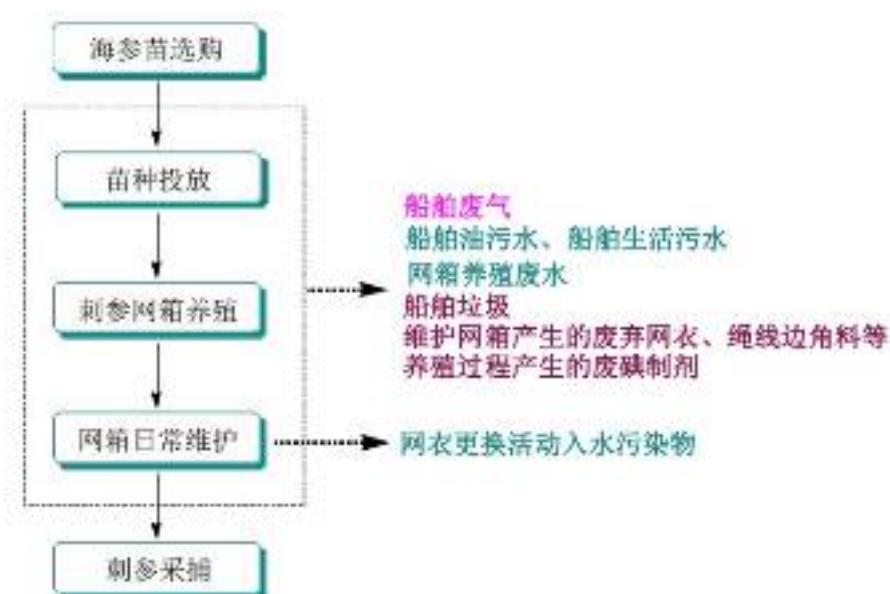 海参苗选购
苗种投放
刺参网箱养殖
网箱日常维护
刺参采捕
船舶废气
船舶油污水、船舶生活污水
网箱养殖废水
船舶垃圾
维护网箱产生的废弃网衣、绳线边角料等
养殖过程产生的废碘制剂
网衣更换活动入水污染物